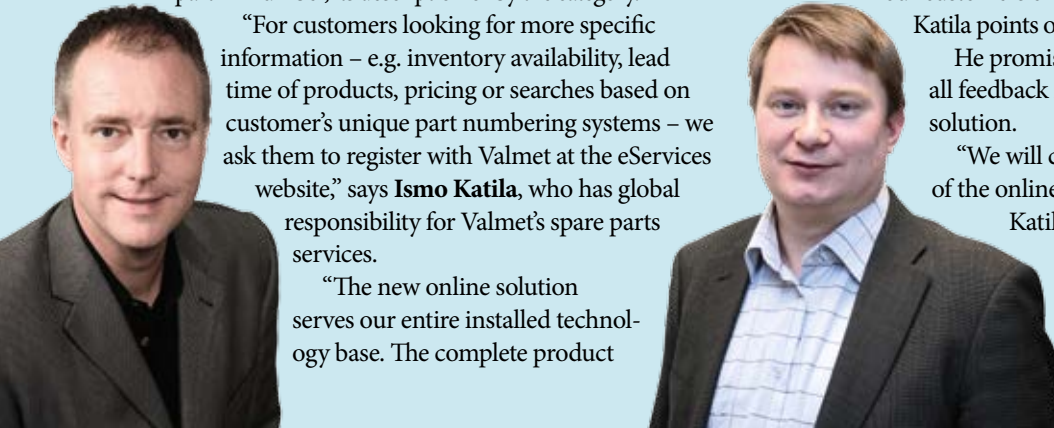 “For customers looking for more specific
information – e.g. inventory availability, lead
time of products, pricing or searches based on
customer’s unique part numbering systems – we
ask them to register with Valmet at the eServices
website,” says Ismo Katila, who has global
responsibility for Valmet’s spare parts
services.
“The new online solution
serves our entire installed technol-
ogy base. The complete product
Katila points o
He promis
all feedback
solution.
“We will c
of the online
Katil